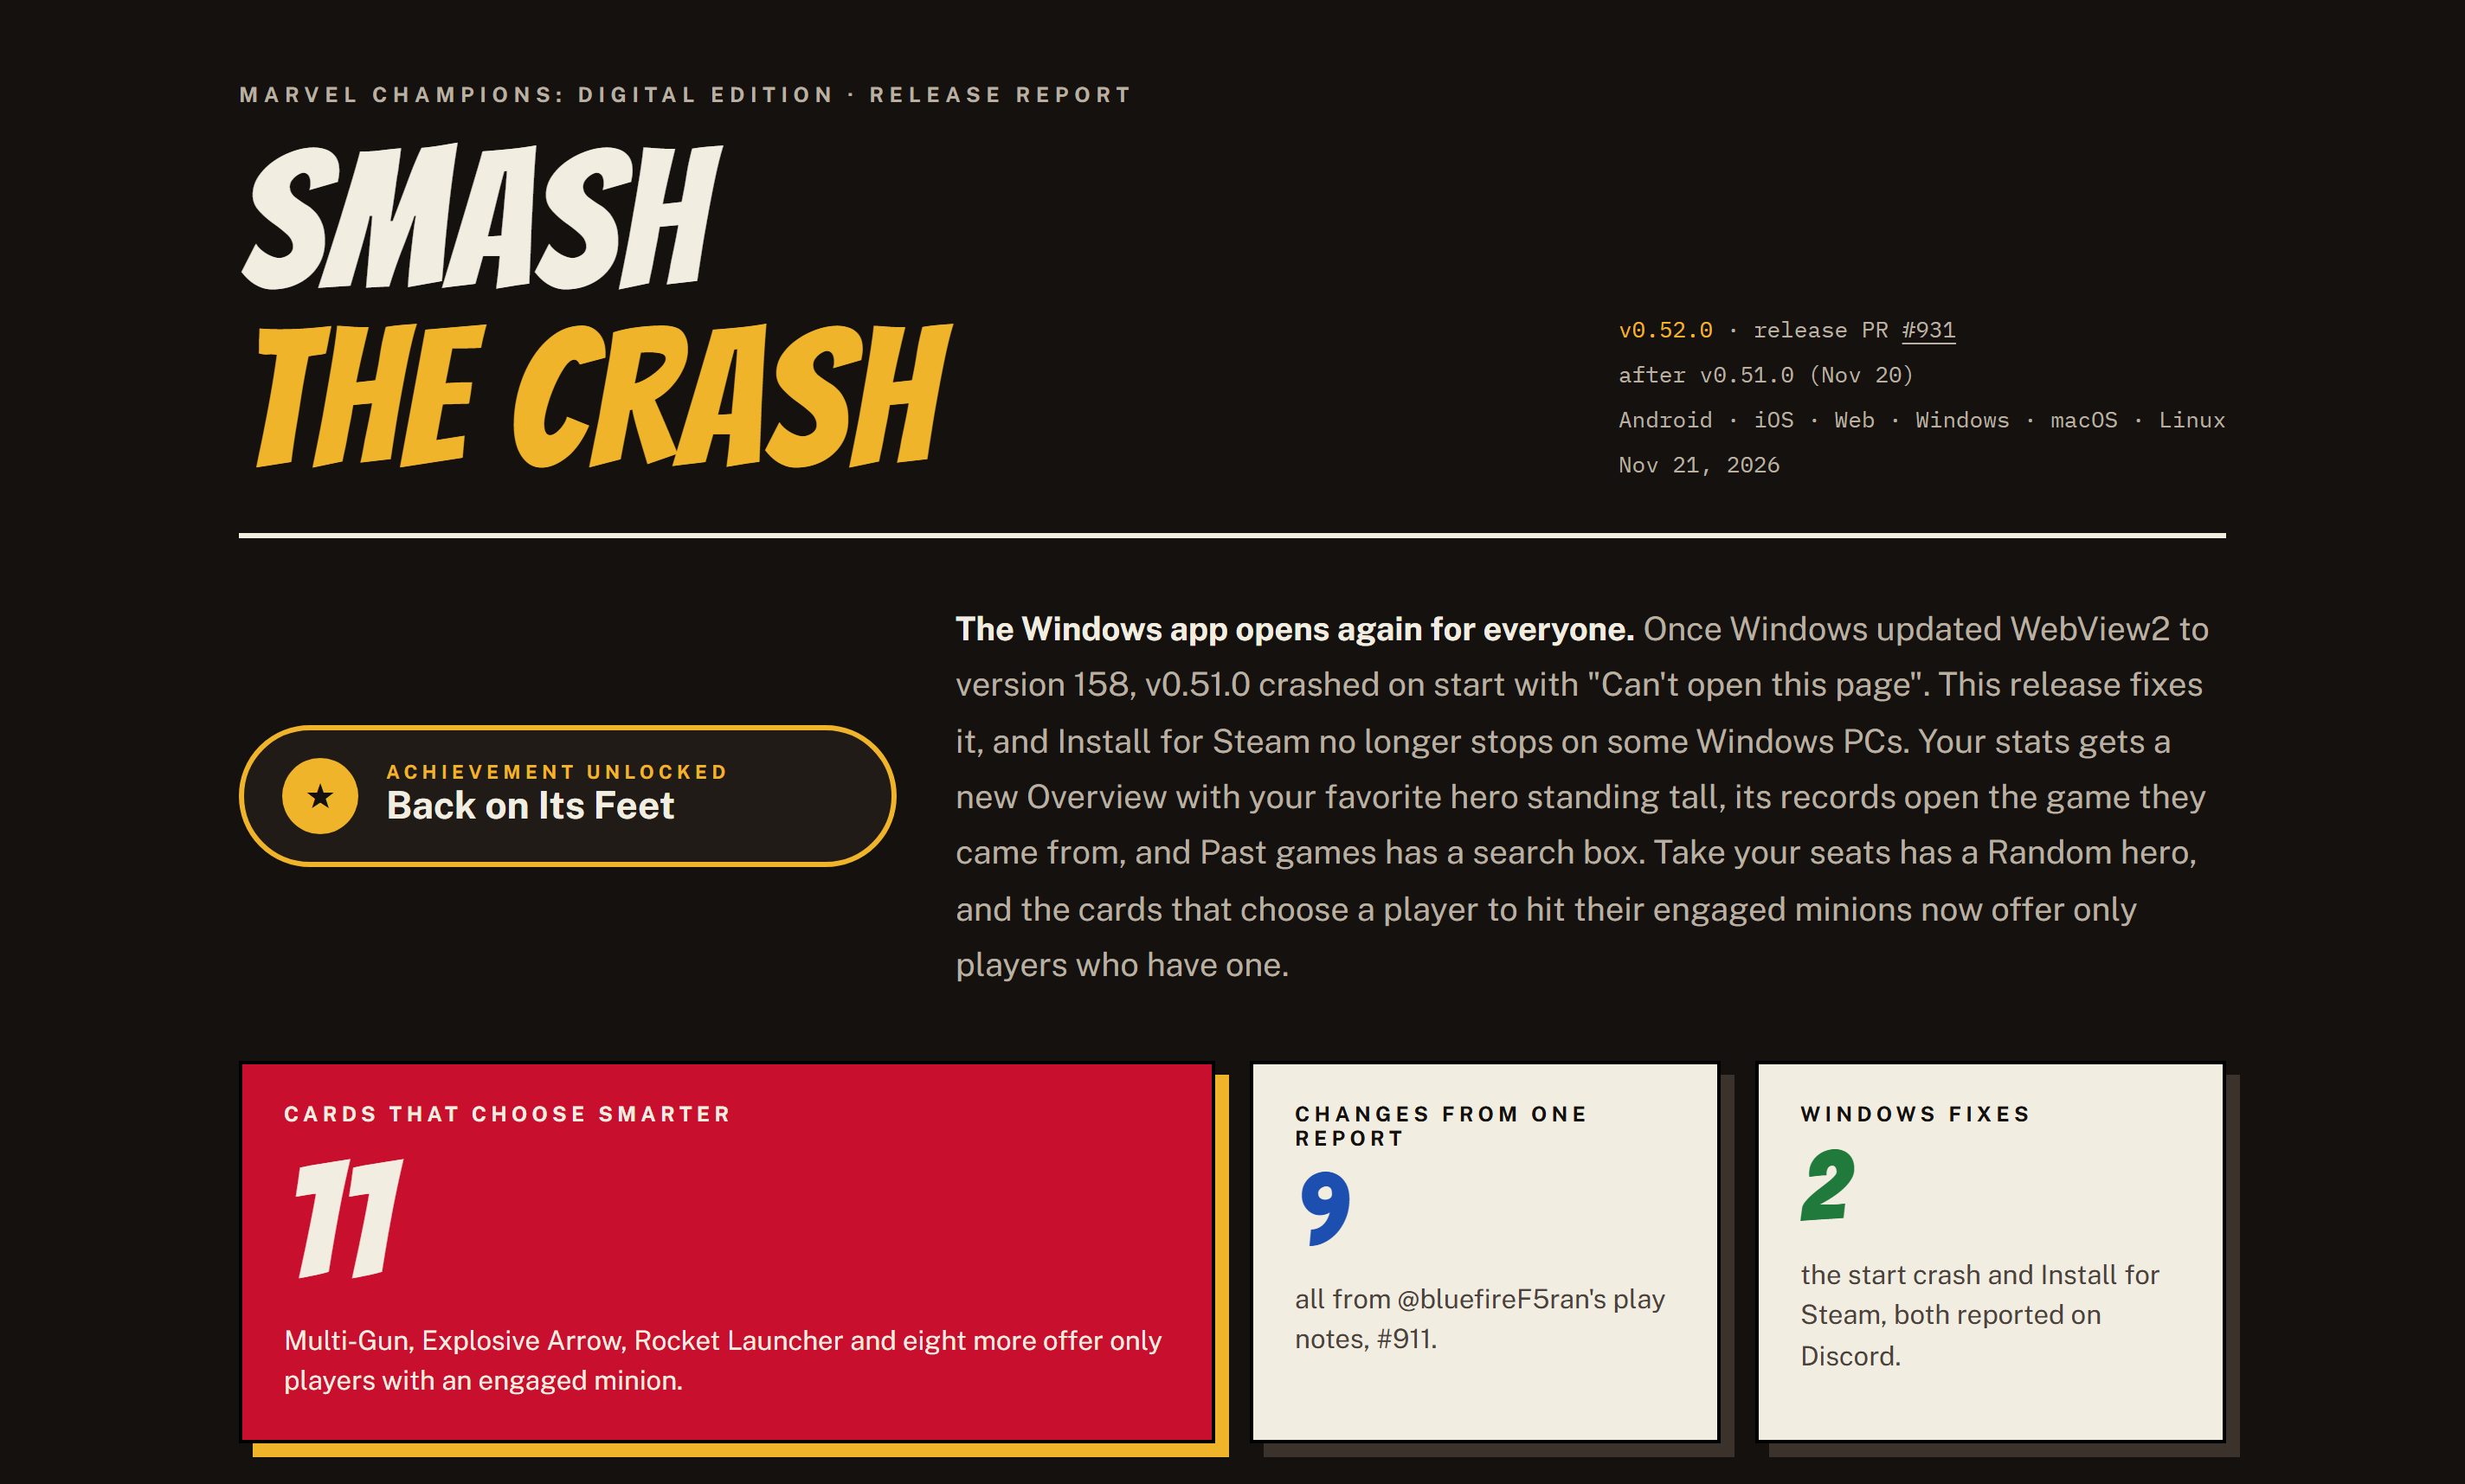 MARVEL CHAMPIONS: DIGITAL EDITION · RELEASE REPORT
SMASH
THE CRASH
v0.52.0 · release PR #931
after v0.51.0 (Nov 20)
Android · iOS · Web · Windows · macOS · Linux
Nov 21, 2026
ACHIEVEMENT UNLOCKED
Back on Its Feet
The Windows app opens again for everyone. Once Windows updated WebView2 to
version 158, v0.51.0 crashed on start with "Can't open this page". This release fixes
it, and Install for Steam no longer stops on some Windows PCs. Your stats gets a
new Overview with your favorite hero standing tall, its records open the game they
came from, and Past games has a search box. Take your seats has a Random hero,
and the cards that choose a player to hit their engaged minions now offer only
players who have one.
CARDS THAT CHOOSE SMARTER
11
Multi-Gun, Explosive Arrow, Rocket Launcher and eight more offer only
players with an engaged minion.
CHANGES FROM ONE
REPORT
9
all from @bluefireF5ran's play
notes, #911.
WINDOWS FIXES
2
the start crash and Install for
Steam, both reported on
Discord.